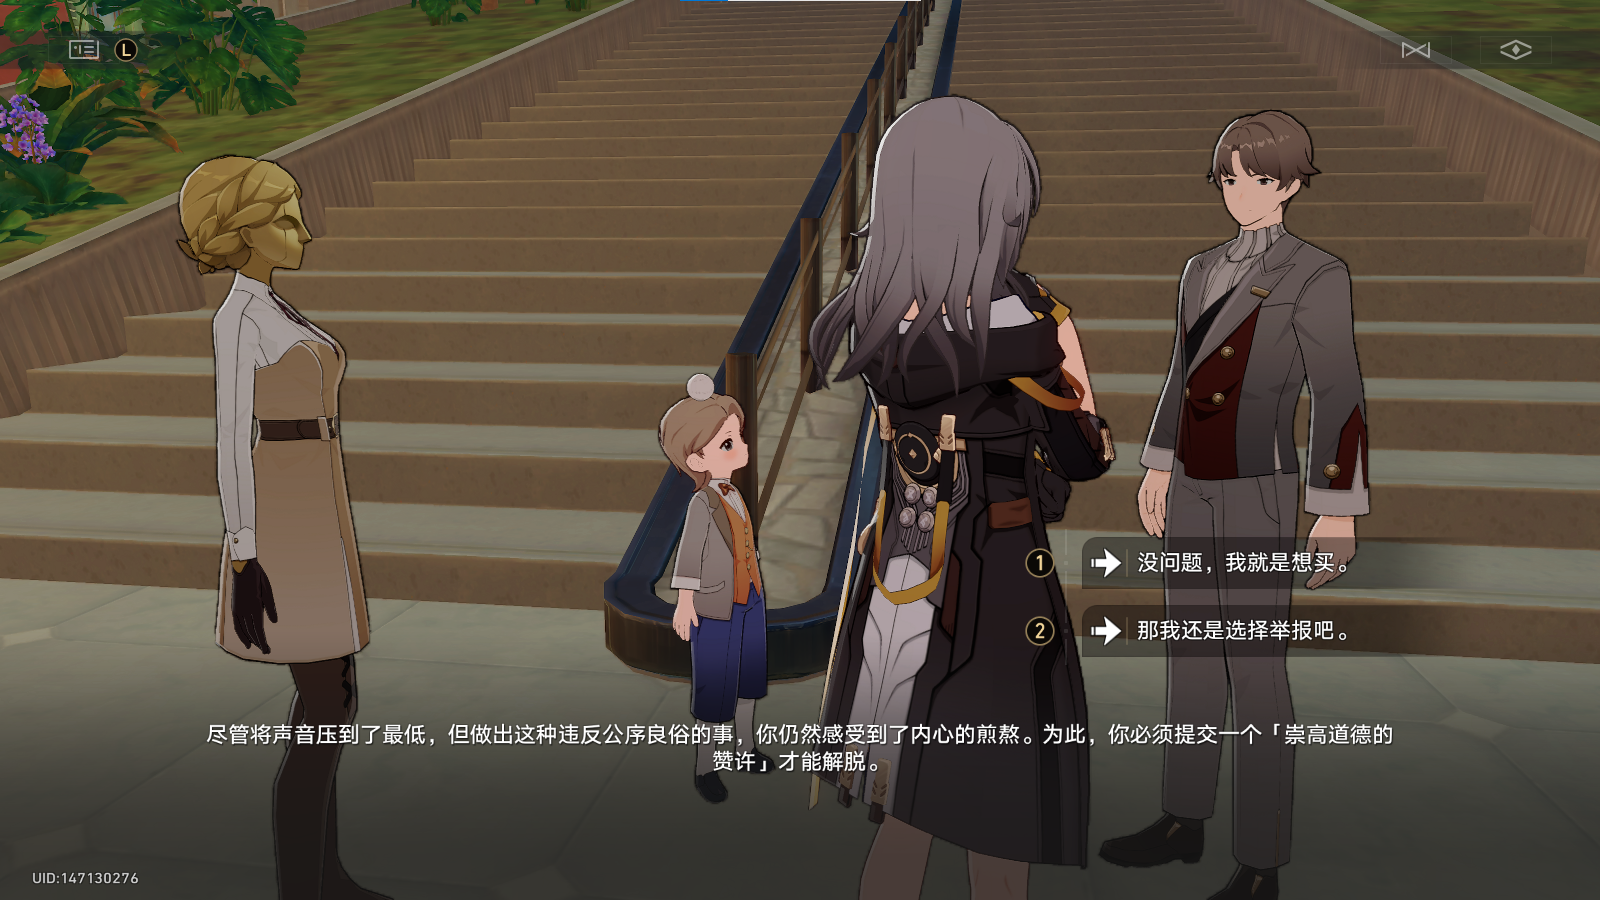 L
1 没问题，我就是想买。
2 那我还是选择举报吧。
尽管将声音压到了最低，但做出这种违反公序良俗的事，你仍然感受到了内心的煎熬。为此，你必须提交一个「崇高道德的
赞许」才能解脱。
UID:147130276